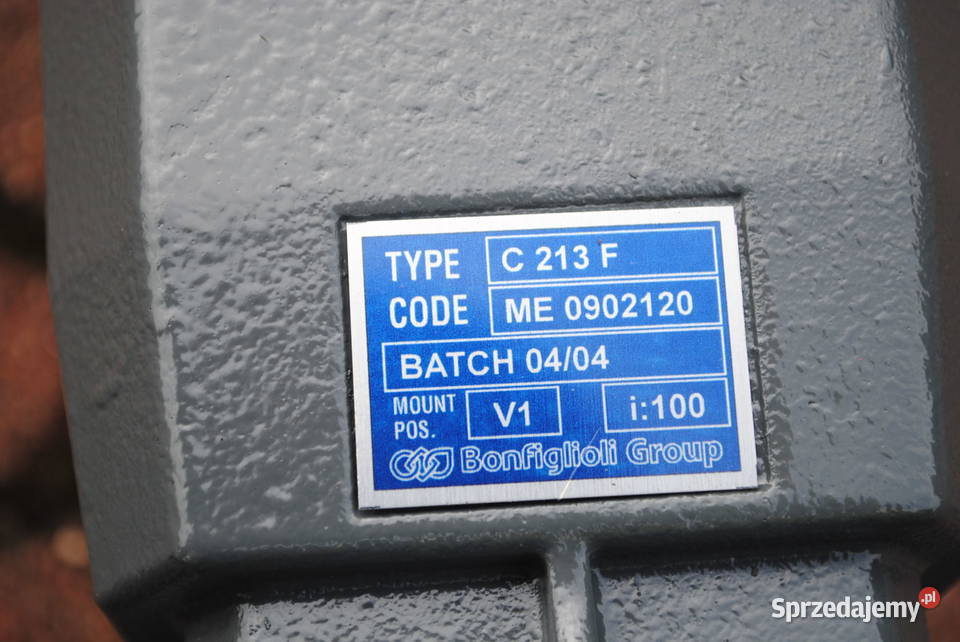 TYPE C 213 F
CODE ME 0902120
BATCH 04/04
MOUNT POS. V1 i:100
Bonfiglioli Group
Sprzedajemy.pl